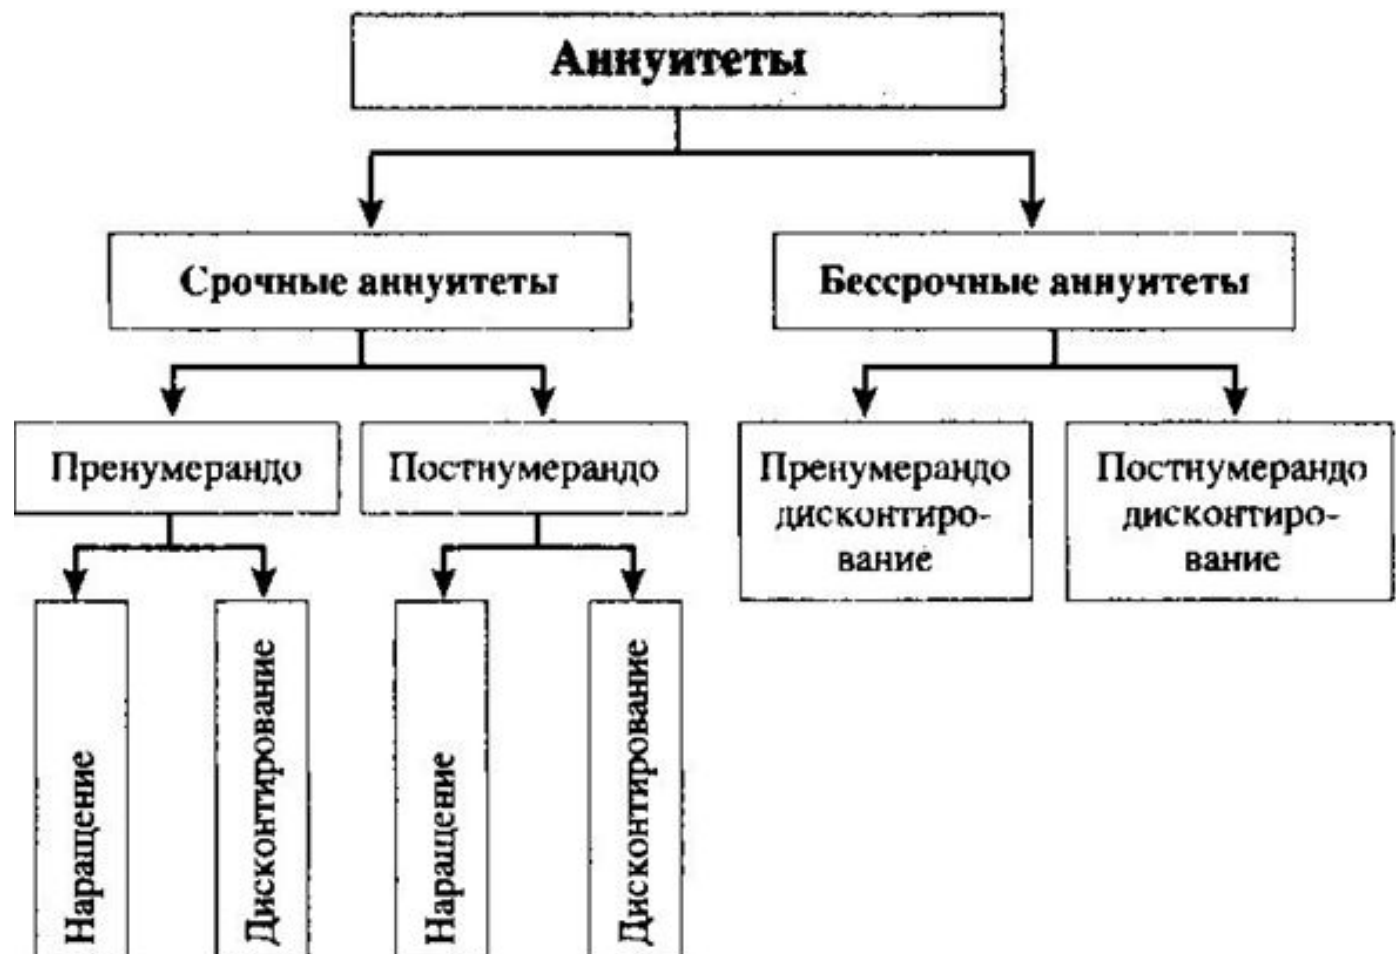 Аннуитеты
Срочные аннуитеты
Бессрочные аннуитеты
Пренумерандо
Постнумерандо
Пренумерандо
дисконтиро-
вание
Постнумерандо
дисконтиро-
вание
Наращение
Дисконтирование
Наращение
Дисконтирование